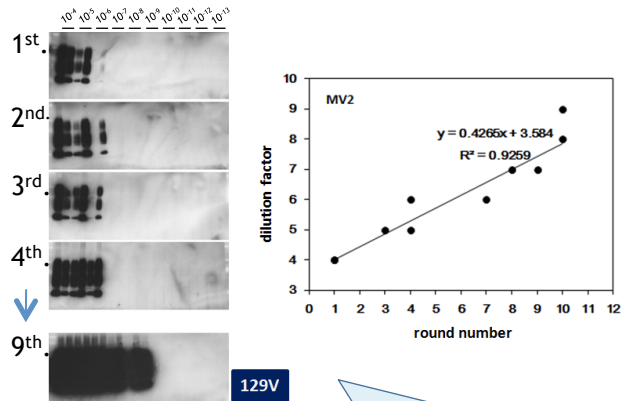 10⁻⁴ 10⁻⁵ 10⁻⁶ 10⁻⁷ 10⁻⁸ 10⁻⁹ 10⁻¹⁰ 10⁻¹¹ 10⁻¹² 10⁻¹³
1st.
2nd.
3rd.
4th.
9th.
129V
10
9
8
7
6
5
4
3
dilution factor
MV2
y = 0.4265x + 3.584
R² = 0.9259
0 1 2 3 4 5 6 7 8 9 10 11 12
round number